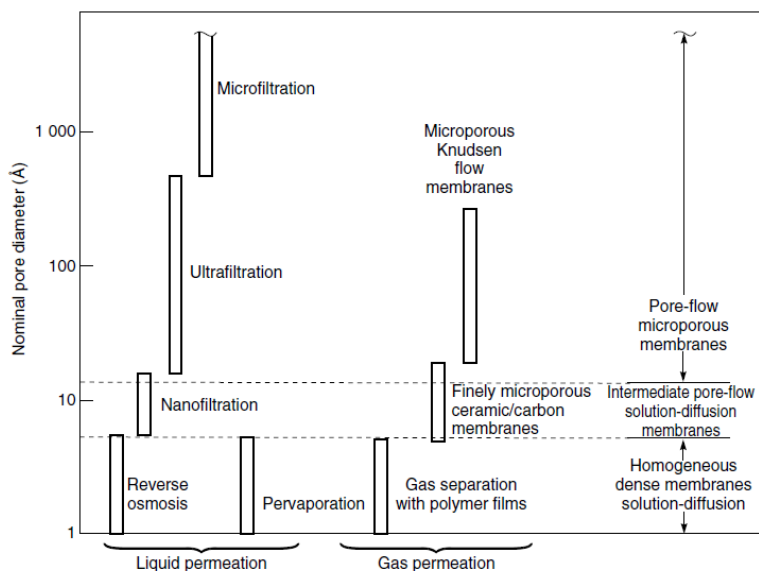 Nominal pore diameter (Å)
1 000
100
10
1
Microfiltration
Ultrafiltration
Nanofiltration
Reverse
osmosis
Pervaporation
Microporous
Knudsen
flow
membranes
Finely microporous
ceramic/carbon
membranes
Gas separation
with polymer films
Pore-flow
microporous
membranes
Intermediate pore-flow
solution-diffusion
membranes
Homogeneous
dense membranes
solution-diffusion
Liquid permeation
Gas permeation